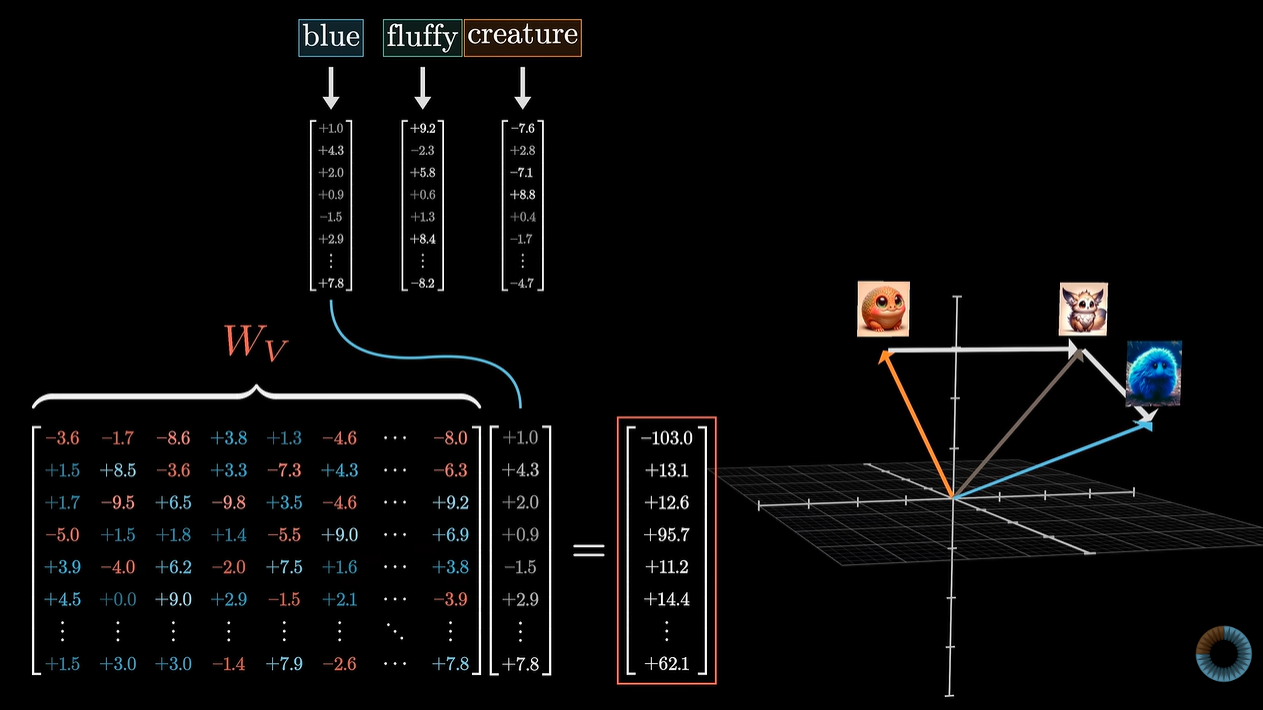 blue fluffy creature
+1.0 +9.2 −7.6
+4.3 −2.3 +2.8
+2.0 +5.8 −7.1
+0.9 +0.6 +8.8
−1.5 +1.3 +0.4
+2.9 +8.4 −1.7
⋮ ⋮ ⋮
+7.8 −8.2 −4.7
W_V
−3.6 −1.7 −8.6 +3.8 +1.3 −4.6 ⋯ −8.0 +1.0 −103.0
+1.5 +8.5 −3.6 +3.3 −7.3 +4.3 ⋯ −6.3 +4.3 +13.1
+1.7 −9.5 +6.5 −9.8 +3.5 −4.6 ⋯ +9.2 +2.0 +12.6
−5.0 +1.5 +1.8 +1.4 −5.5 +9.0 ⋯ +6.9 +0.9 = +95.7
+3.9 −4.0 +6.2 −2.0 +7.5 +1.6 ⋯ +3.8 −1.5 +11.2
+4.5 +0.0 +9.0 +2.9 −1.5 +2.1 ⋯ −3.9 +2.9 +14.4
⋮ ⋮ ⋮ ⋮ ⋮ ⋮ ⋱ ⋮ ⋮ ⋮
+1.5 +3.0 +3.0 −1.4 +7.9 −2.6 ⋯ +7.8 +7.8 +62.1